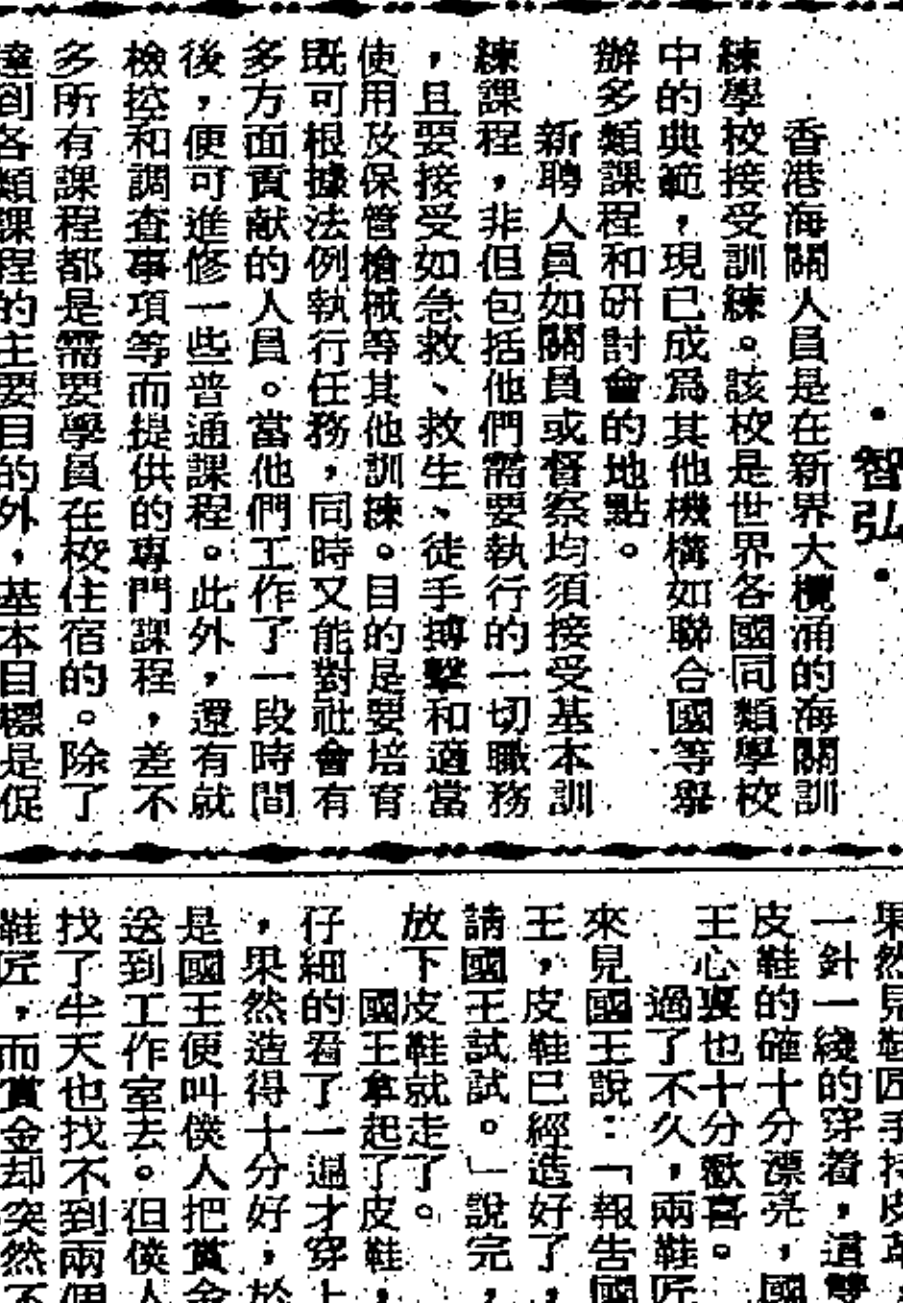 •智弘•
香港海關人員是在新界大欖涌的海關訓
練學校接受訓練。該校是世界各國同類學校
中的典範，現已成爲其他機構如聯合國等舉
辦多類課程和研討會的地點。
新聘人員如關員或督察均須接受基本訓
練課程，非但包括他們需要執行的一切職務
，且要接受如急救、救生、徒手搏擊和適當
使用及保管槍械等其他訓練。目的是要培育
既可根據法例執行任務，同時又能對社會有
多方面貢献的人員。當他們工作了一段時間
後，便可進修一些普通課程。此外，還有就
檢控和調查事項等而提供的專門課程，差不
多所有課程都是需要學員在校住宿的。除了
達到各類課程的主要目的外，基本目標是促
果然見鞋匠手持皮革，
一針一綫的穿着，這雙
皮鞋的確十分漂亮，國
王心裏也十分歡喜。
過了不久，兩鞋匠
來見國王說：「報告國
王，皮鞋已經造好了，
請國王試試。」說完，
放下皮鞋就走了。
國王拿起了皮鞋，
仔細的看了一遍才穿上
，果然造得十分好，於
是國王便叫僕人把賞金
送到工作室去。但僕人
找了半天也找不到兩個
鞋匠，而賞金却突然不